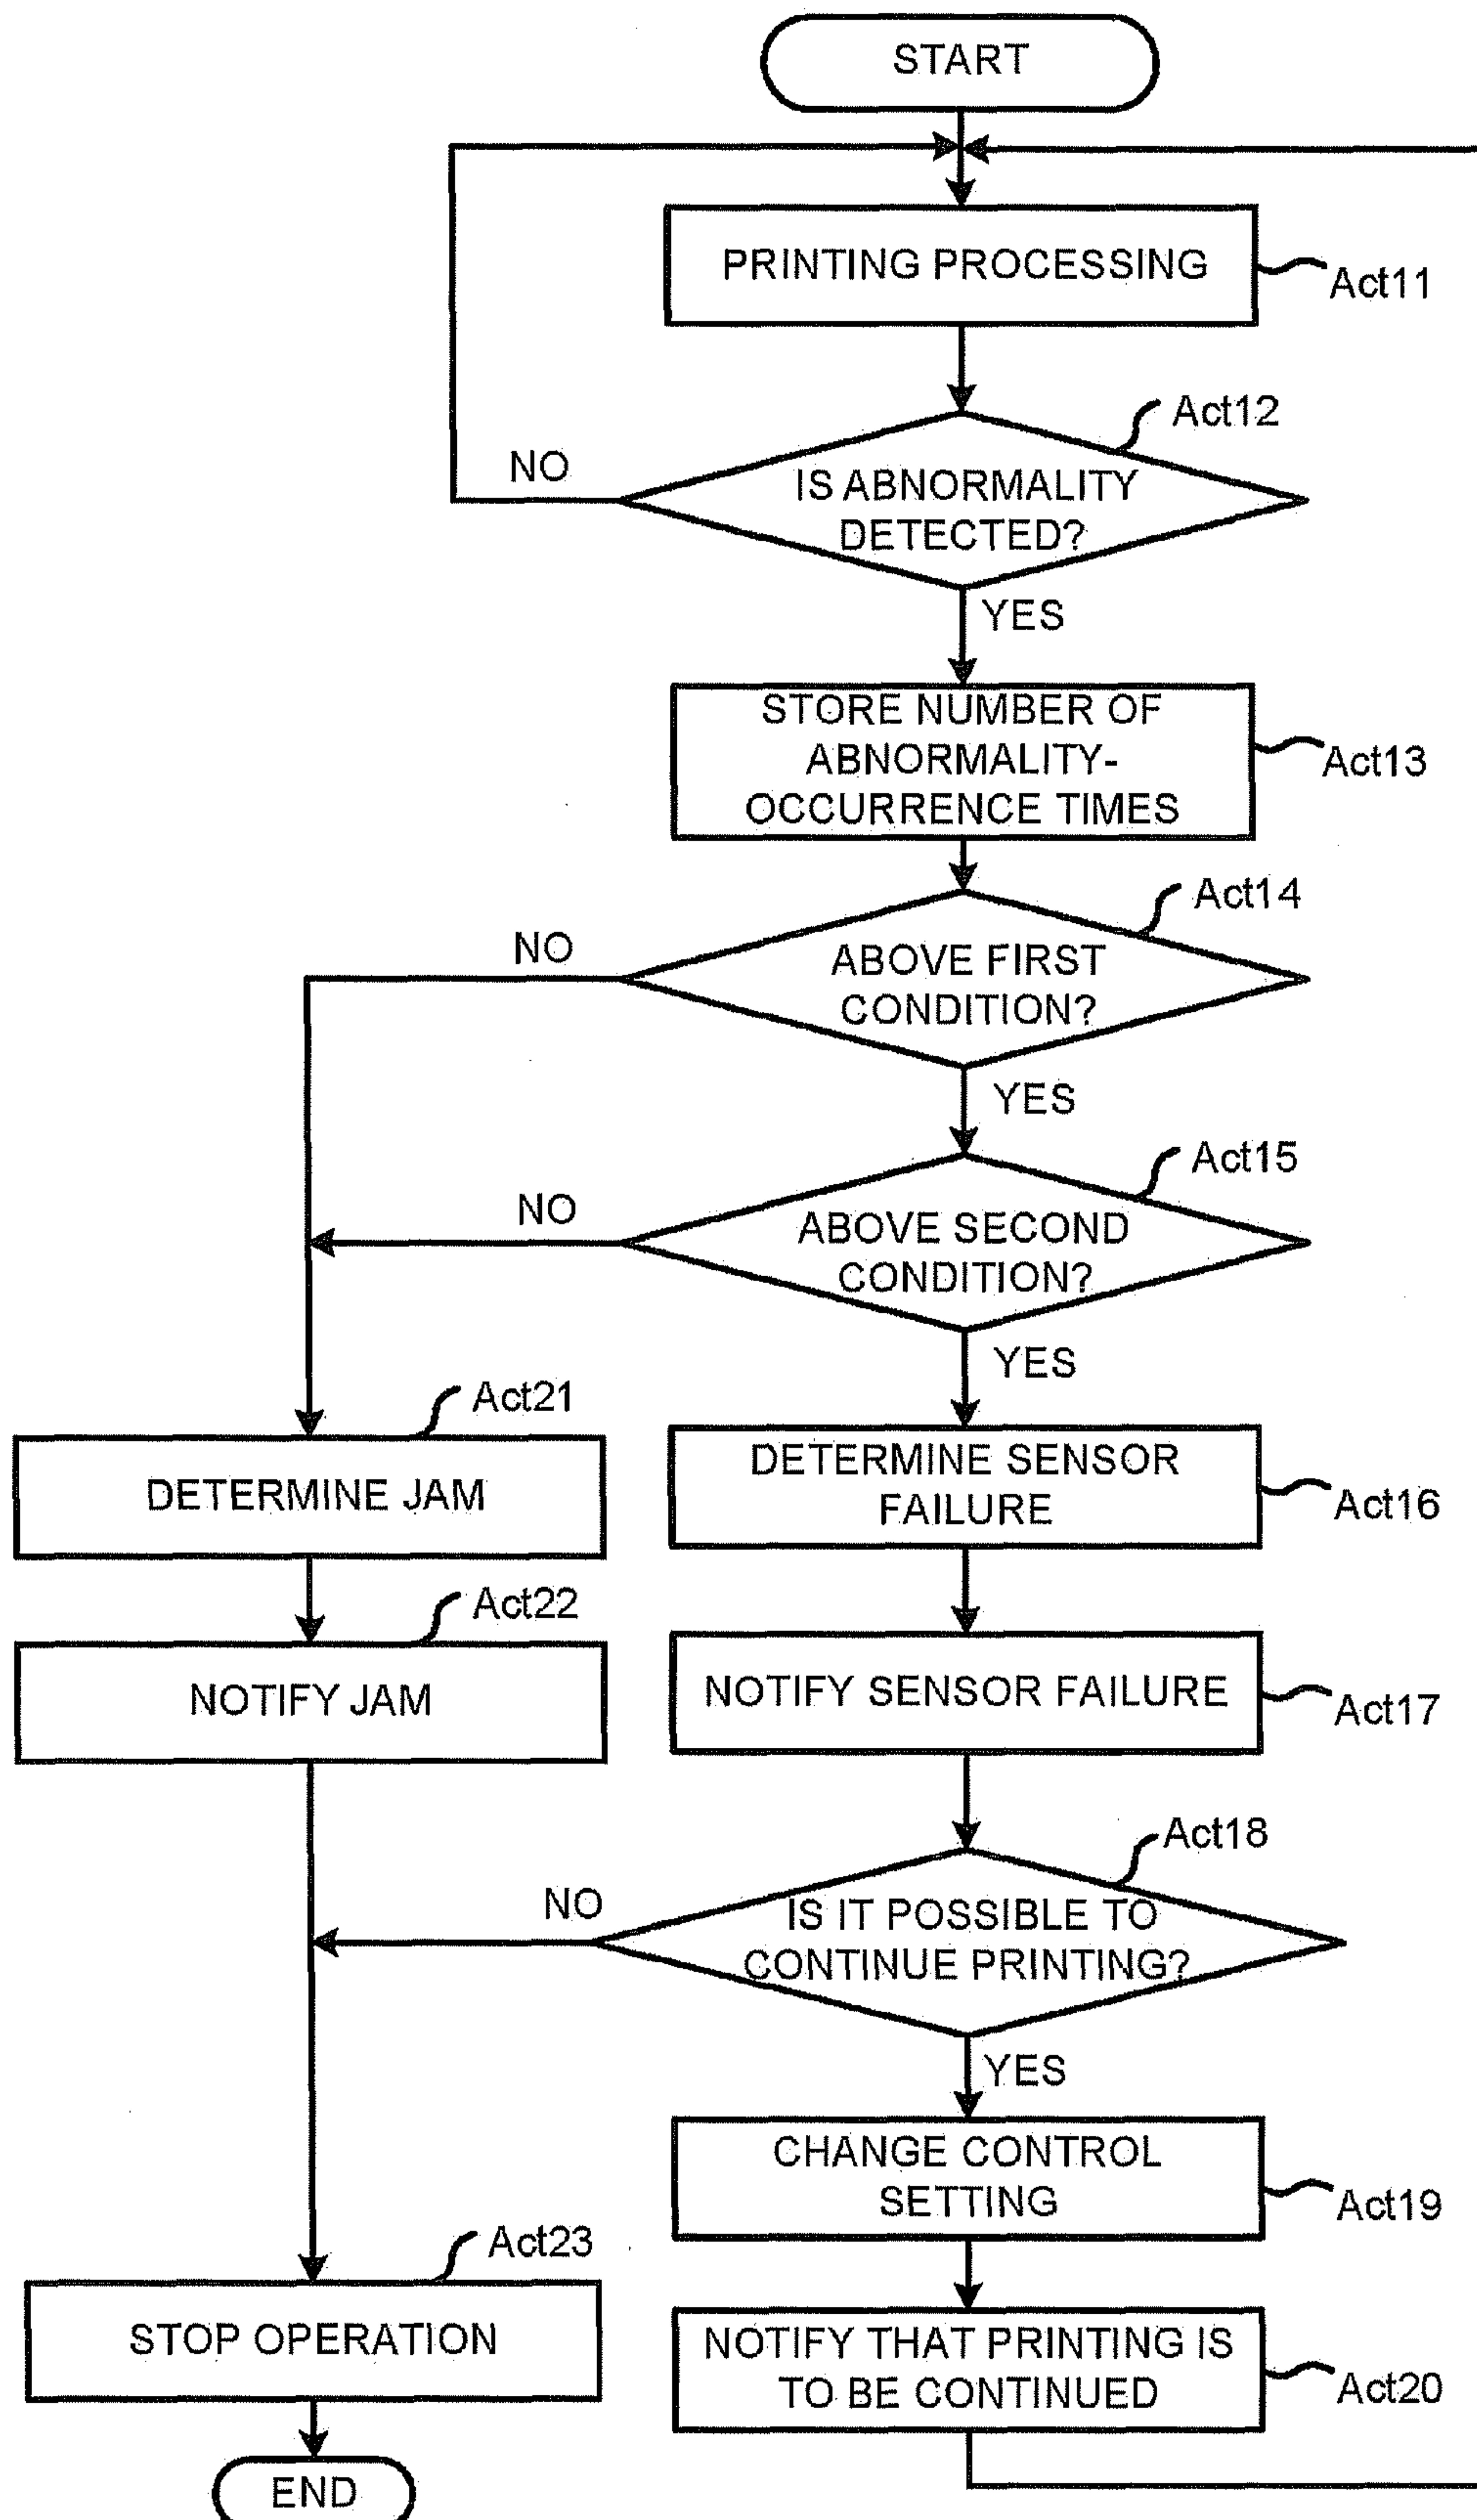 START
PRINTING PROCESSING
Act11
Act12
NO
IS ABNORMALITY
DETECTED?
YES
STORE NUMBER OF
ABNORMALITY-
OCCURRENCE TIMES
Act13
Act14
NO
ABOVE FIRST
CONDITION?
YES
Act15
NO
ABOVE SECOND
CONDITION?
YES
Act21
DETERMINE JAM
DETERMINE SENSOR
FAILURE
Act16
Act22
NOTIFY JAM
NOTIFY SENSOR FAILURE
Act17
Act18
NO
IS IT POSSIBLE TO
CONTINUE PRINTING?
YES
CHANGE CONTROL
SETTING
Act19
Act23
STOP OPERATION
NOTIFY THAT PRINTING IS
TO BE CONTINUED
Act20
END